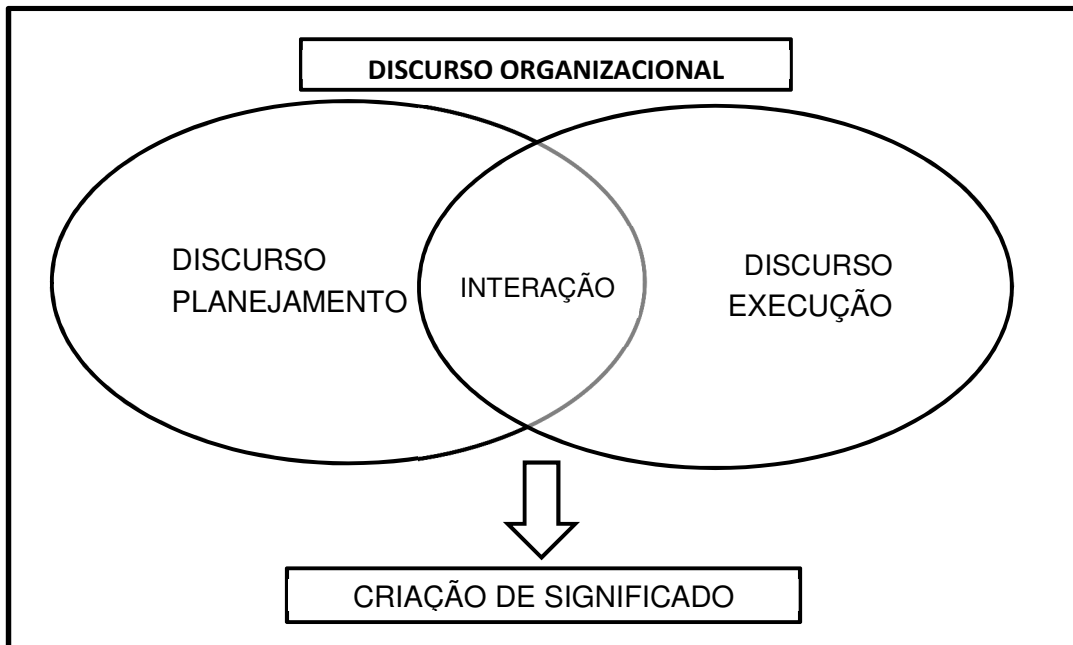 DISCURSO ORGANIZACIONAL
DISCURSO
PLANEJAMENTO
INTERAÇÃO
DISCURSO
EXECUÇÃO
CRIAÇÃO DE SIGNIFICADO